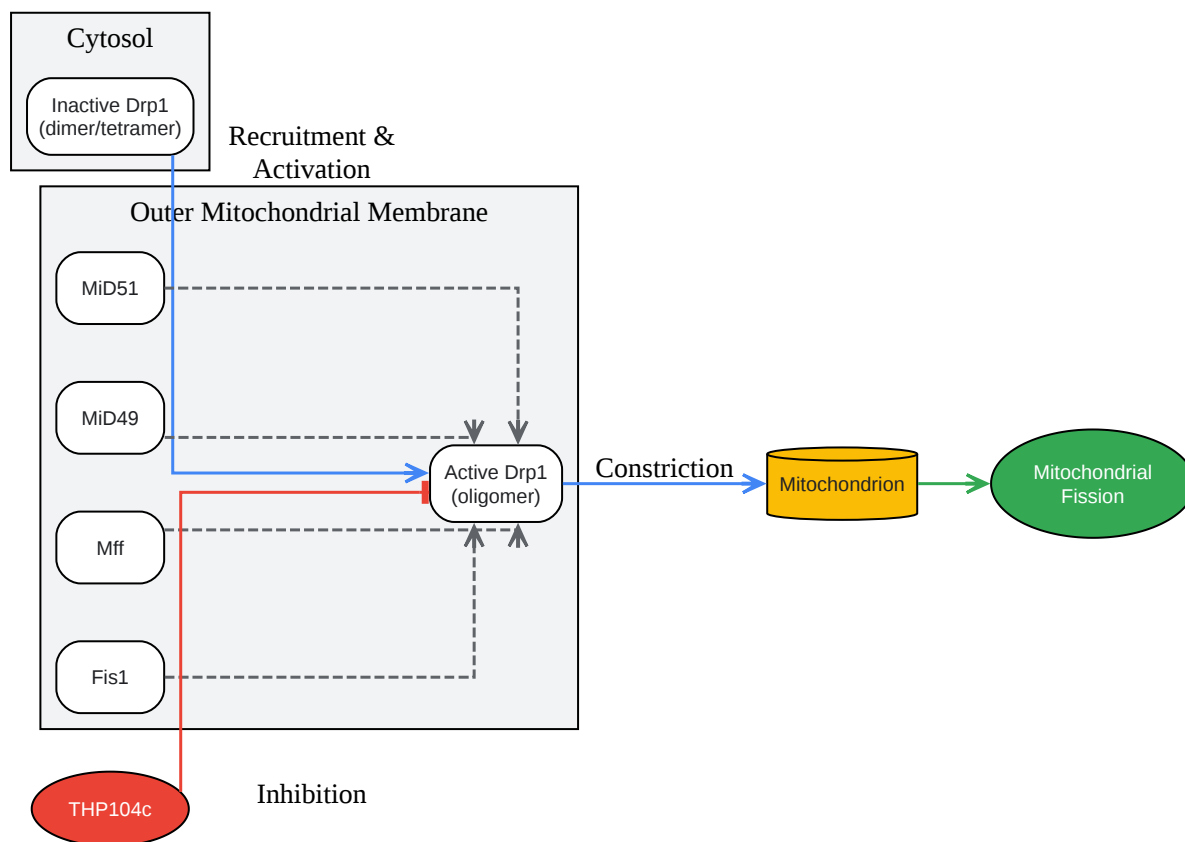 Cytosol
Inactive Drp1
(dimer/tetramer)
Recruitment &
Activation
Outer Mitochondrial Membrane
MiD51
MiD49
Active Drp1
(oligomer)
Constriction
Mitochondrion
Mitochondrial
Fission
Mff
Fis1
THP104c
Inhibition